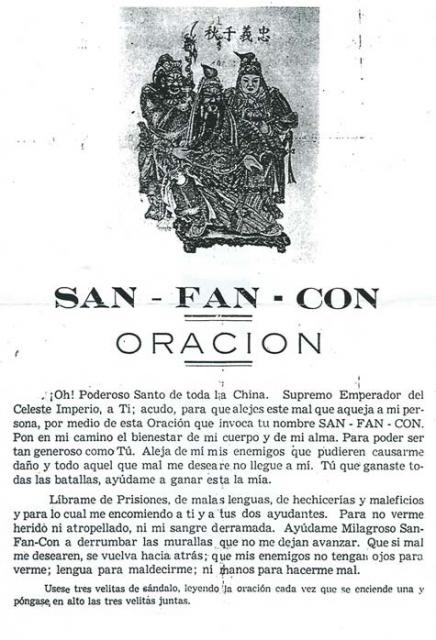 忠義千秋
SAN - FAN - CON
ORACION
¡Oh! Poderoso Santo de toda la China. Supremo Emperador del
Celeste Imperio, a Ti; acudo, para que alejes este mal que aqueja a mi per-
sona, por medio de esta Oración que invoca tu nombre SAN - FAN - CON.
Pon en mi camino el bienestar de mi cuerpo y de mi alma. Para poder ser
tan generoso como Tú. Aleja de mí mis enemigos que pudieren causarme
daño y todo aquel que mal me deseare no llegue a mí. Tú que ganaste to-
das las batallas, ayúdame a ganar esta la mía.
Líbrame de Prisiones, de malas lenguas, de hechicerías y maleficios
y para lo cual me encomiendo a ti y a tus dos ayudantes. Para no verme
herido ni atropellado, ni mi sangre derramada. Ayúdame Milagroso San-
Fan-Con a derrumbar las murallas que no me dejan avanzar. Que si mal
me desearen, se vuelva hacia atrás; que mis enemigos no tengan ojos para
verme; lengua para maldecirme; ni manos para hacerme mal.
Usese tres velitas de sándalo, leyendo la oración cada vez que se enciende una y
póngase en alto las tres velitas juntas.